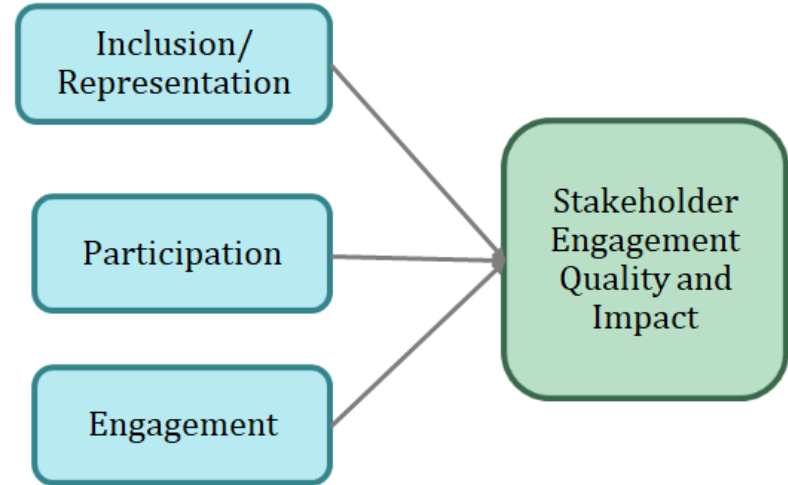 Inclusion/
Representation
Participation
Engagement
Stakeholder
Engagement
Quality and
Impact